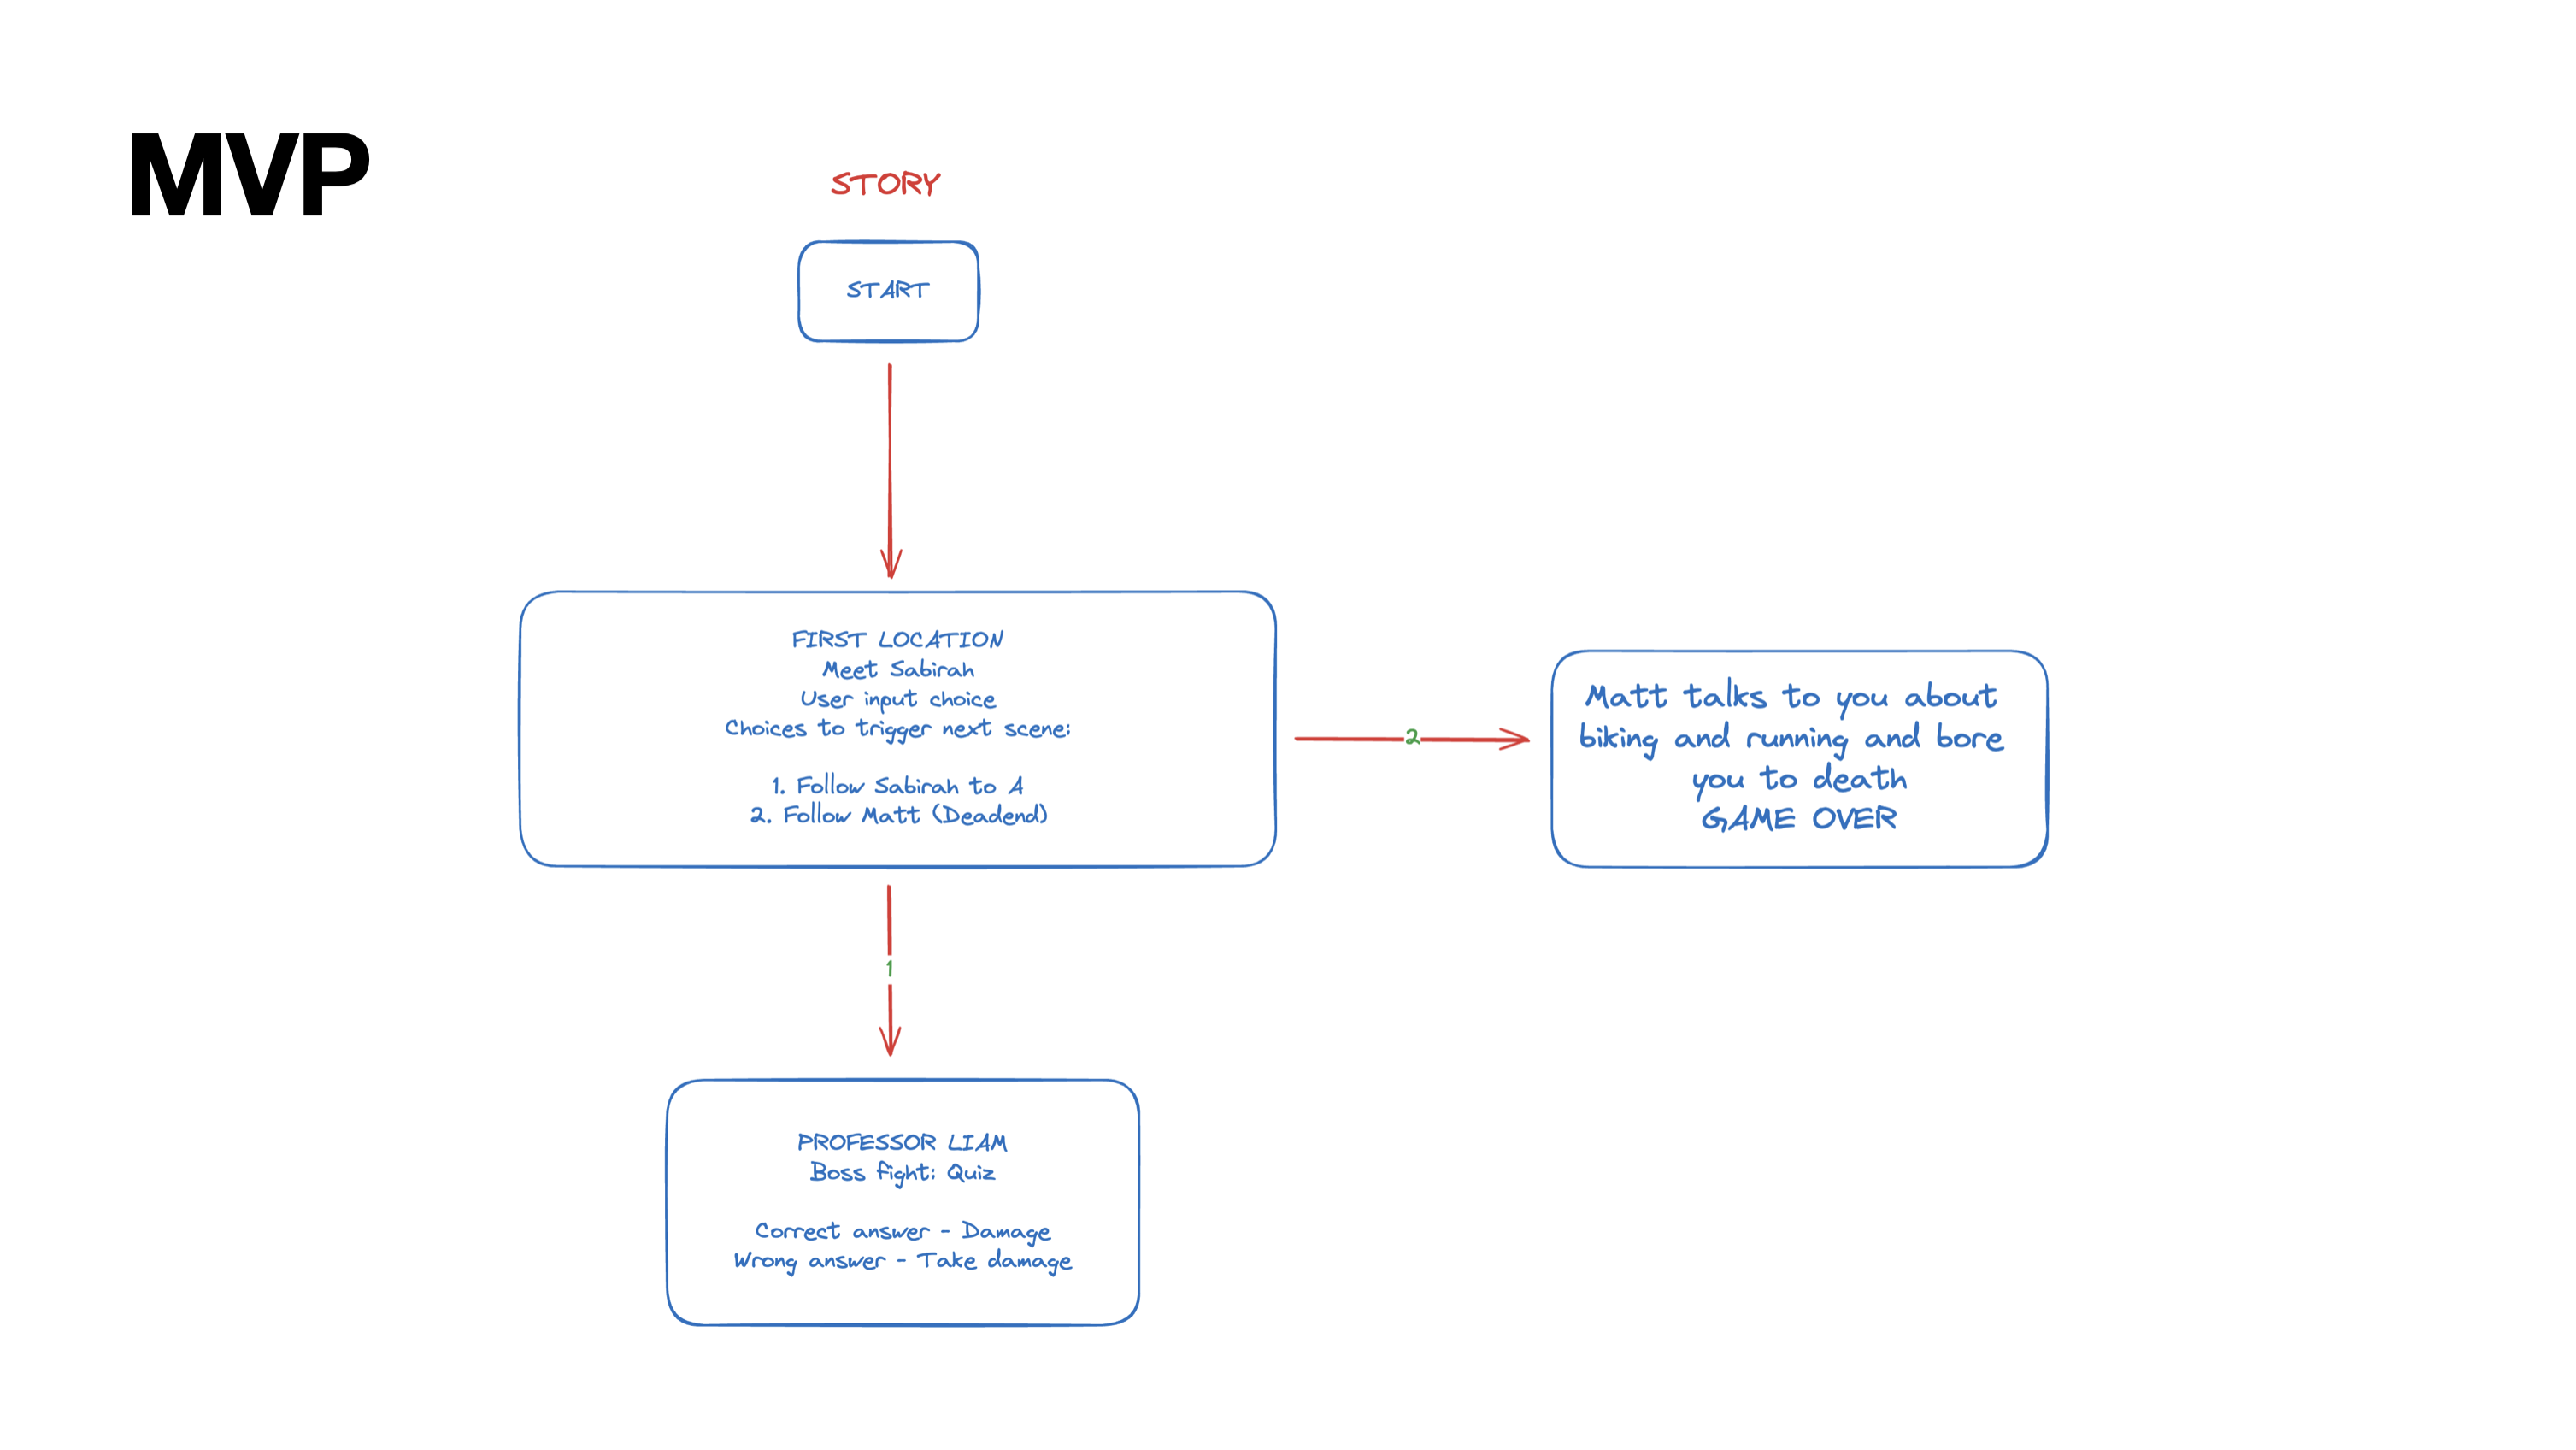 MVP
STORY
START
FIRST LOCATION
Meet Sabirah
User input choice
Choices to trigger next scene:
1. Follow Sabirah to A
2. Follow Matt (Deadend)
2
Matt talks to you about
biking and running and bore
you to death
GAME OVER
1
PROFESSOR LIAM
Boss fight: Quiz
Correct answer - Damage
Wrong answer - Take damage